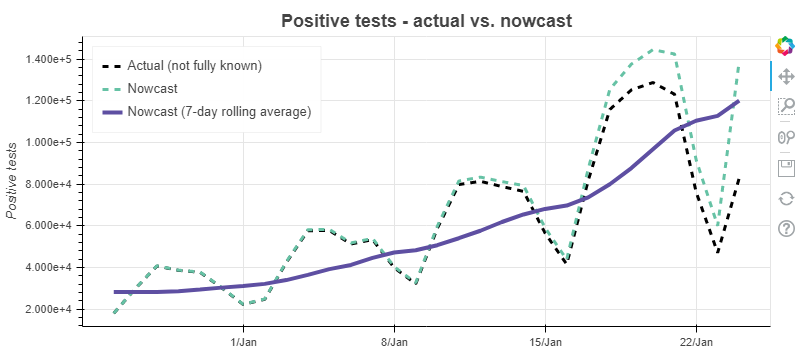 Positive tests - actual vs. nowcast
Actual (not fully known)
Nowcast
Nowcast (7-day rolling average)
Positive tests
1.400e+5
1.200e+5
1.000e+5
8.000e+4
6.000e+4
4.000e+4
2.000e+4
1/Jan
8/Jan
15/Jan
22/Jan